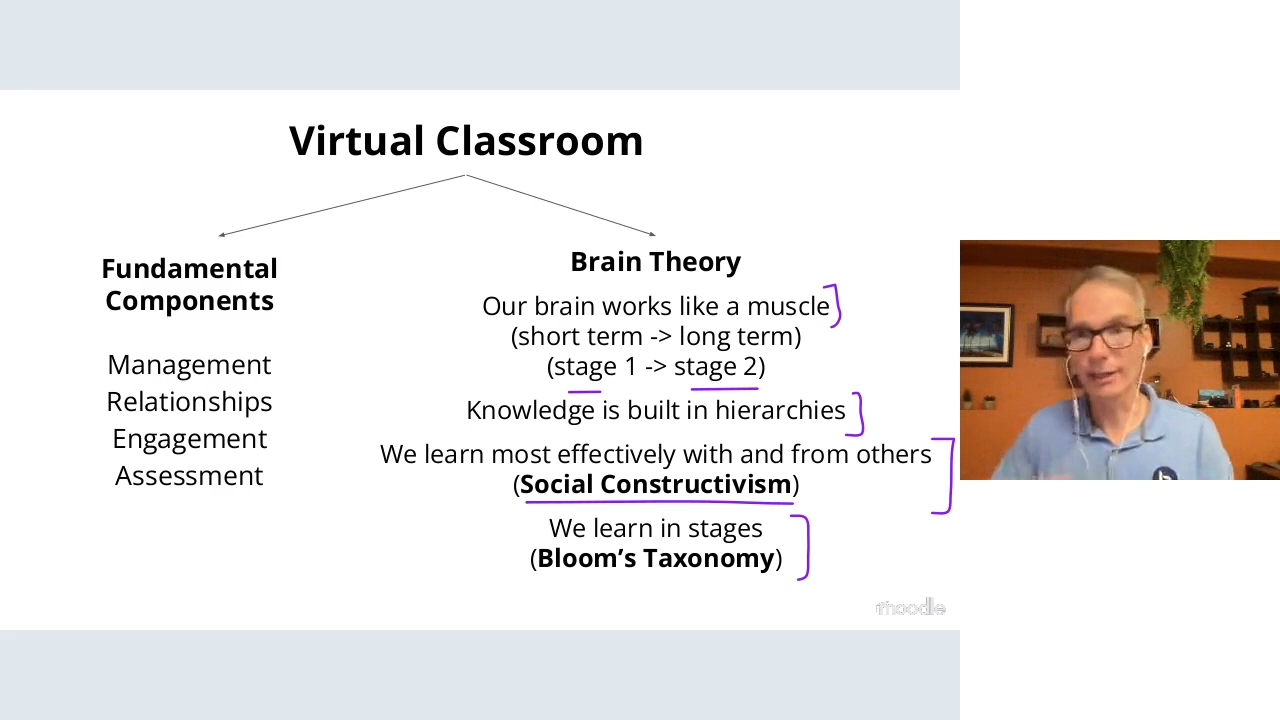 Virtual Classroom
Fundamental
Components
Management
Relationships
Engagement
Assessment
Brain Theory
Our brain works like a muscle
(short term -> long term)
(stage 1 -> stage 2)
Knowledge is built in hierarchies
We learn most effectively with and from others
(Social Constructivism)
We learn in stages
(Bloom’s Taxonomy)
moodle
b